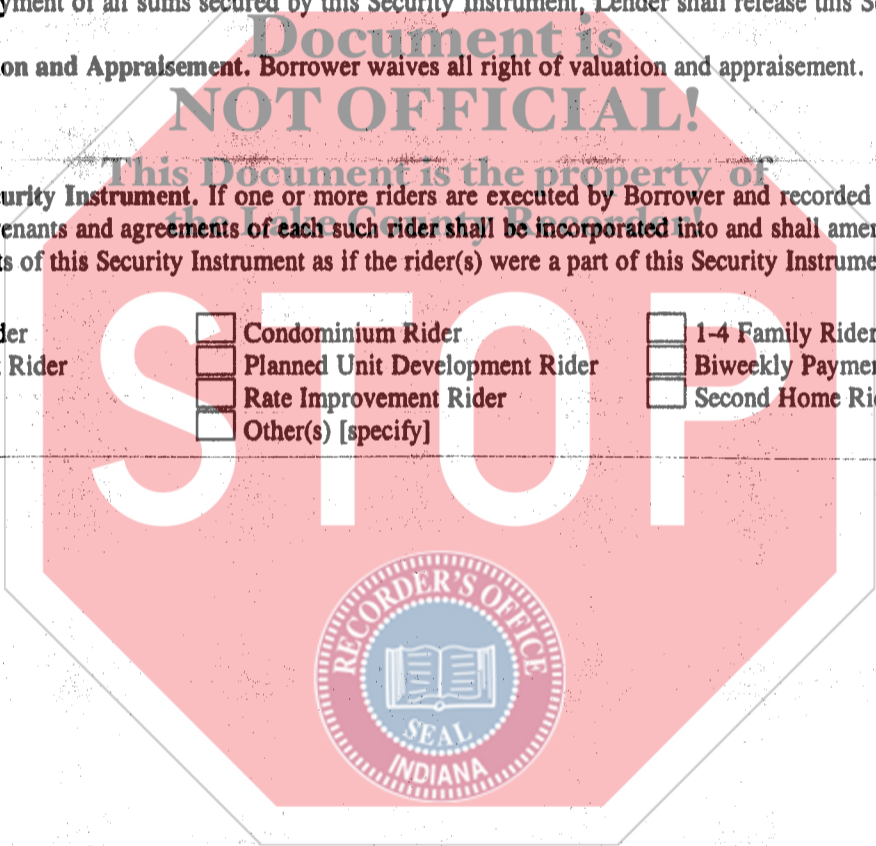 yment of all sums secured by this Security Instrument, Lender shall release this S
Document is
on and Appraisement. Borrower waives all right of valuation and appraisement.
NOT OFFICIAL!
This Document is the property of
urity Instrument. If one or more riders are executed by Borrower and recorded
the Lake County Recorder!
enants and agreements of each such rider shall be incorporated into and shall amen
ts of this Security Instrument as if the rider(s) were a part of this Security Instrume
der Condominium Rider 1-4 Family Rider
Rider Planned Unit Development Rider Biweekly Paymen
Rate Improvement Rider Second Home Ri
Other(s) [specify]
STOP
RECORDER'S OFFICE
SEAL
INDIANA